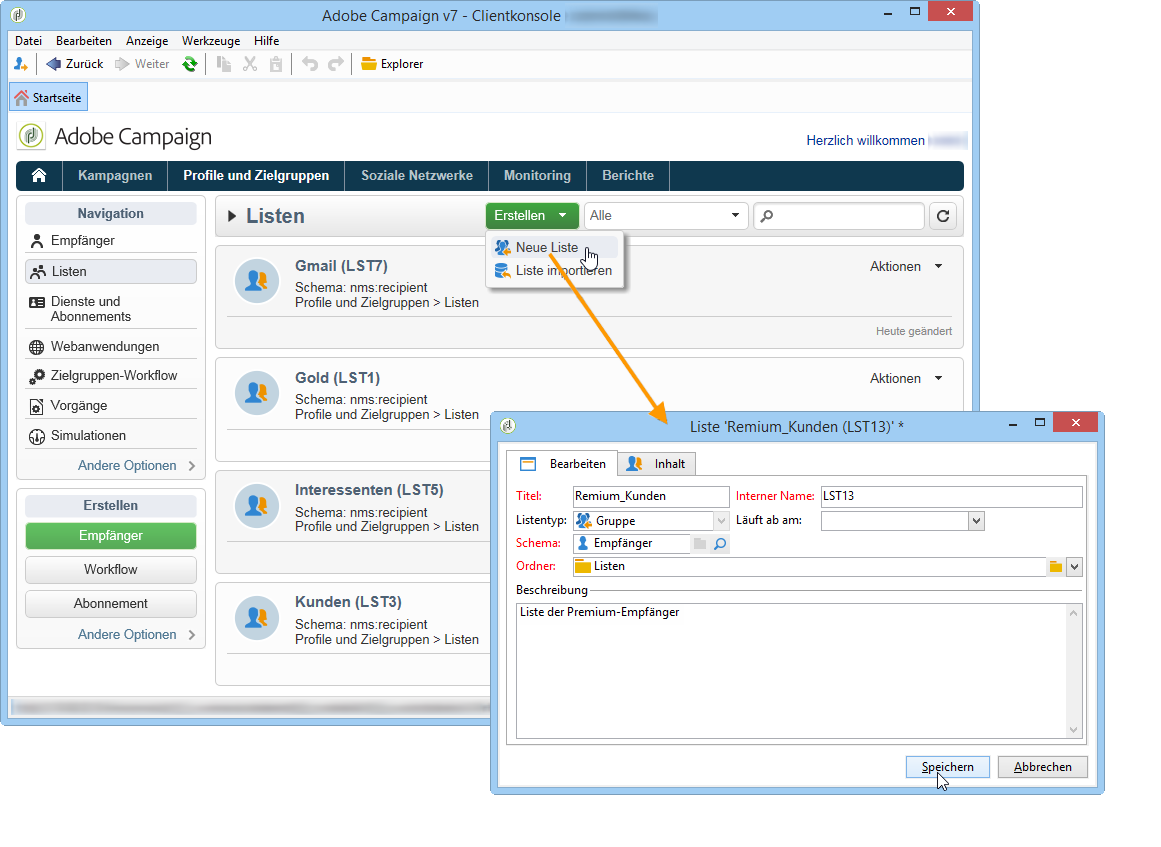 Adobe Campaign v7 - Clientkonsole
Datei Bearbeiten Anzeige Werkzeuge Hilfe
Zurück Weiter Explorer
Startseite
Adobe Campaign
Herzlich willkommen
Kampagnen Profile und Zielgruppen Soziale Netzwerke Monitoring Berichte
Navigation
Empfänger
Listen
Dienste und
Abonnements
Webanwendungen
Zielgruppen-Workflow
Vorgänge
Simulationen
Andere Optionen
Erstellen
Empfänger
Workflow
Abonnement
Andere Optionen
Listen
Erstellen
Alle
Neue Liste
Liste importieren
Gmail (LST7)
Aktionen
Schema: nms:recipient
Profile und Zielgruppen > Listen
Heute geändert
Gold (LST1)
Aktionen
Schema: nms:recipient
Profile und Zielgruppen > Listen
Interessenten (LST5)
Schema: nms:recipient
Profile und Zielgruppen > Listen
Kunden (LST3)
Schema: nms:recipient
Profile und Zielgruppen > Listen
Liste 'Remium_Kunden (LST13)' *
Bearbeiten Inhalt
Titel: Remium_Kunden Interner Name: LST13
Listentyp: Gruppe Läuft ab am:
Schema: Empfänger
Ordner: Listen
Beschreibung
Liste der Premium-Empfänger
Speichern Abbrechen